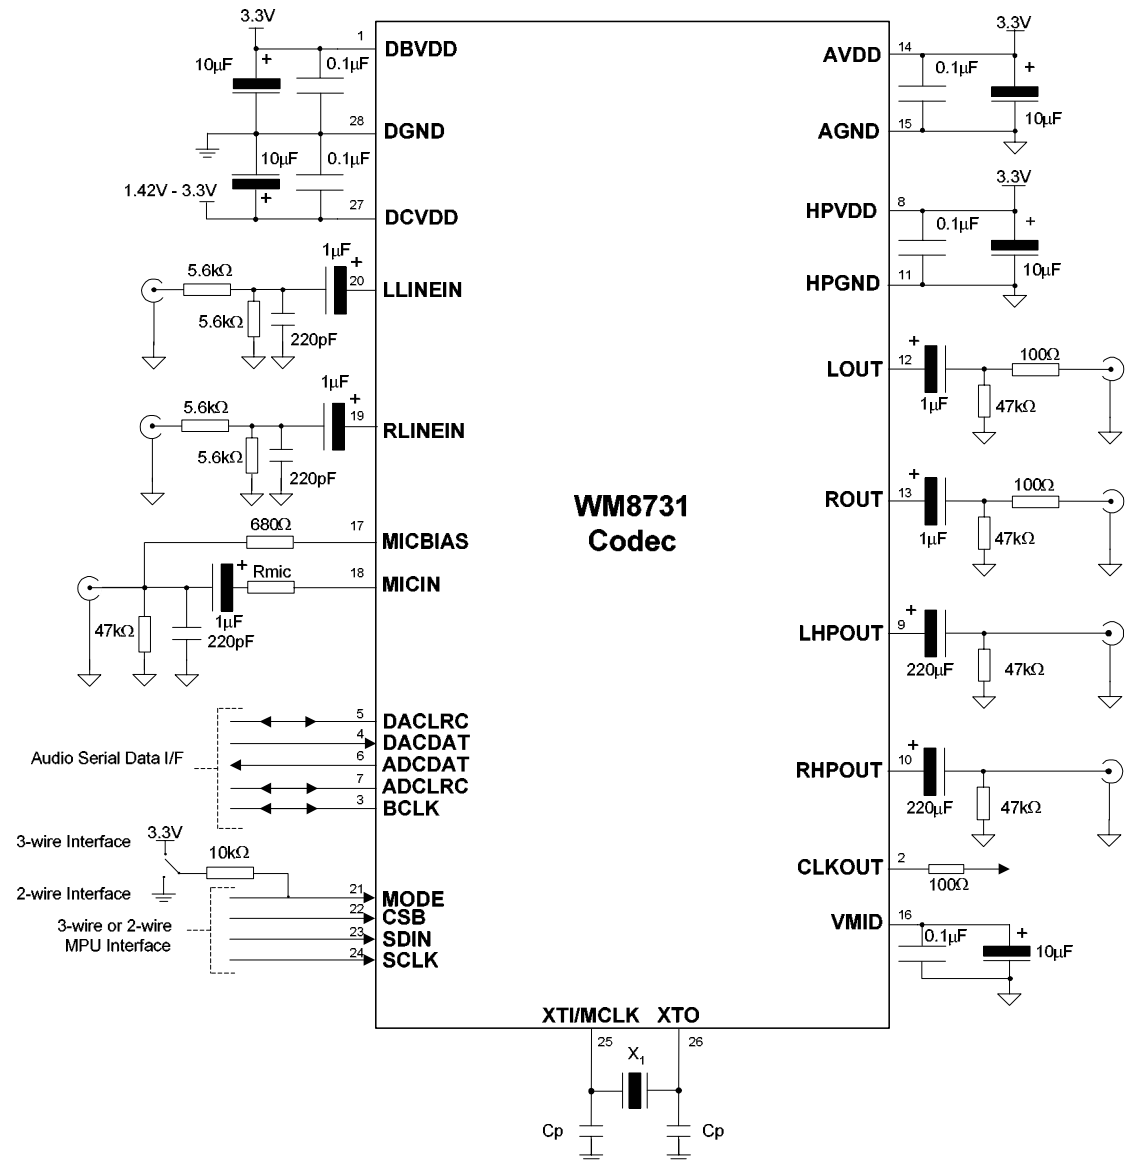 3.3V
1
DBVDD
10µF
+
0.1µF
28
DGND
10µF
0.1µF
+
1.42V - 3.3V
27
DCVDD
1µF
+
5.6kΩ
20
LLINEIN
5.6kΩ
220pF
1µF
+
5.6kΩ
19
RLINEIN
5.6kΩ
220pF
680Ω
17
MICBIAS
+
Rmic
18
MICIN
1µF
47kΩ
220pF
Audio Serial Data I/F
5
DACLRC
4
DACDAT
6
ADCDAT
7
ADCLRC
3
BCLK
3.3V
3-wire Interface
10kΩ
2-wire Interface
21
MODE
3-wire or 2-wire
MPU Interface
22
CSB
23
SDIN
24
SCLK
WM8731
Codec
AVDD
14
3.3V
0.1µF
+
10µF
AGND
15
3.3V
HPVDD
8
0.1µF
+
10µF
HPGND
11
LOUT
12
+
1µF
100Ω
47kΩ
ROUT
13
+
1µF
100Ω
47kΩ
LHPOUT
9
+
220µF
47kΩ
RHPOUT
10
+
220µF
47kΩ
CLKOUT
2
100Ω
VMID
16
0.1µF
+
10µF
XTI/MCLK
XTO
25
26
X1
Cp
Cp